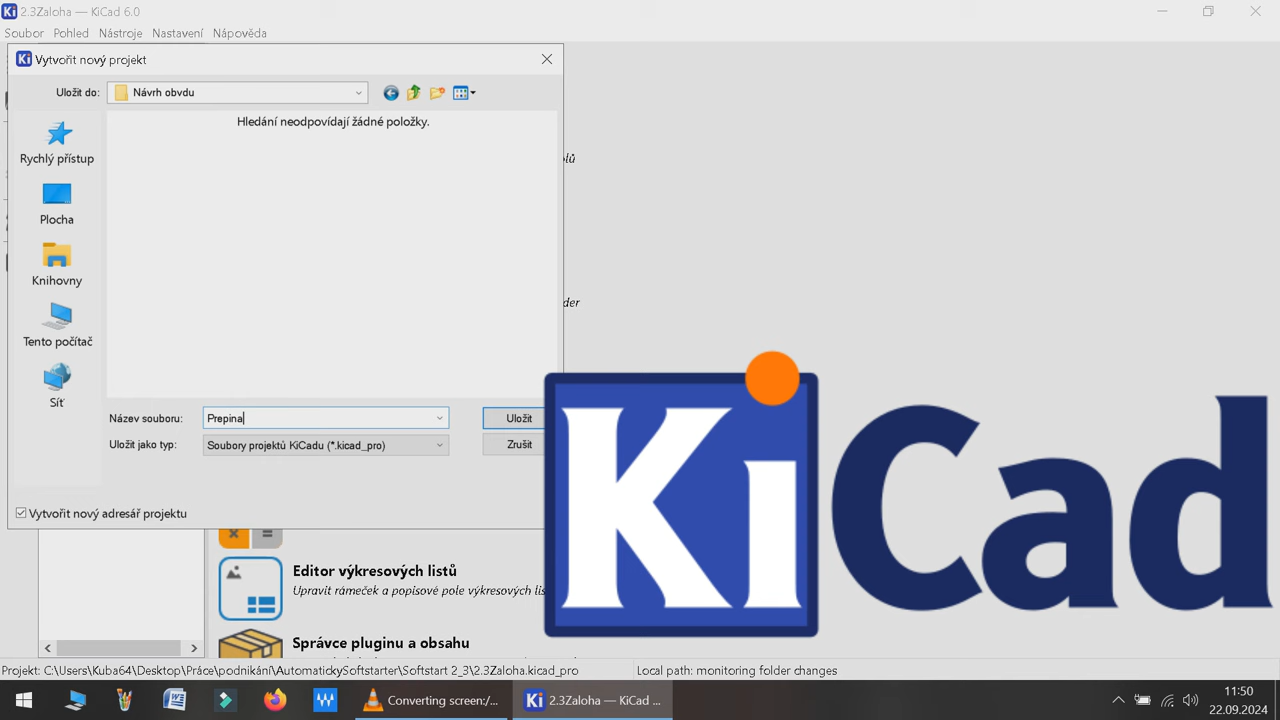 2.3Zaloha — KiCad 6.0
Soubor Pohled Nástroje Nastavení Nápověda
Vytvořit nový projekt
Uložit do: Návrh obvdu
Hledání neodpovídají žádné položky.
Rychlý přístup
Plocha
Knihovny
Tento počítač
Síť
Název souboru: Prepina
Uložit
Uložit jako typ: Soubory projektů KiCadu (*.kicad_pro)
Zrušit
Vytvořit nový adresář projektu
KiCad
Editor výkresových listů
Upravit rámeček a popisové pole výkresových
Správce pluginu a obsahu
Projekt: C:\Users\Kuba64\Desktop\Práce\podnikání\AutomatickySoftstarter\Softstart 2_3\2.3Zaloha.kicad_pro
Local path: monitoring folder changes
Converting screen:/...
2.3Zaloha — KiCad ...
11:50
22.09.2024